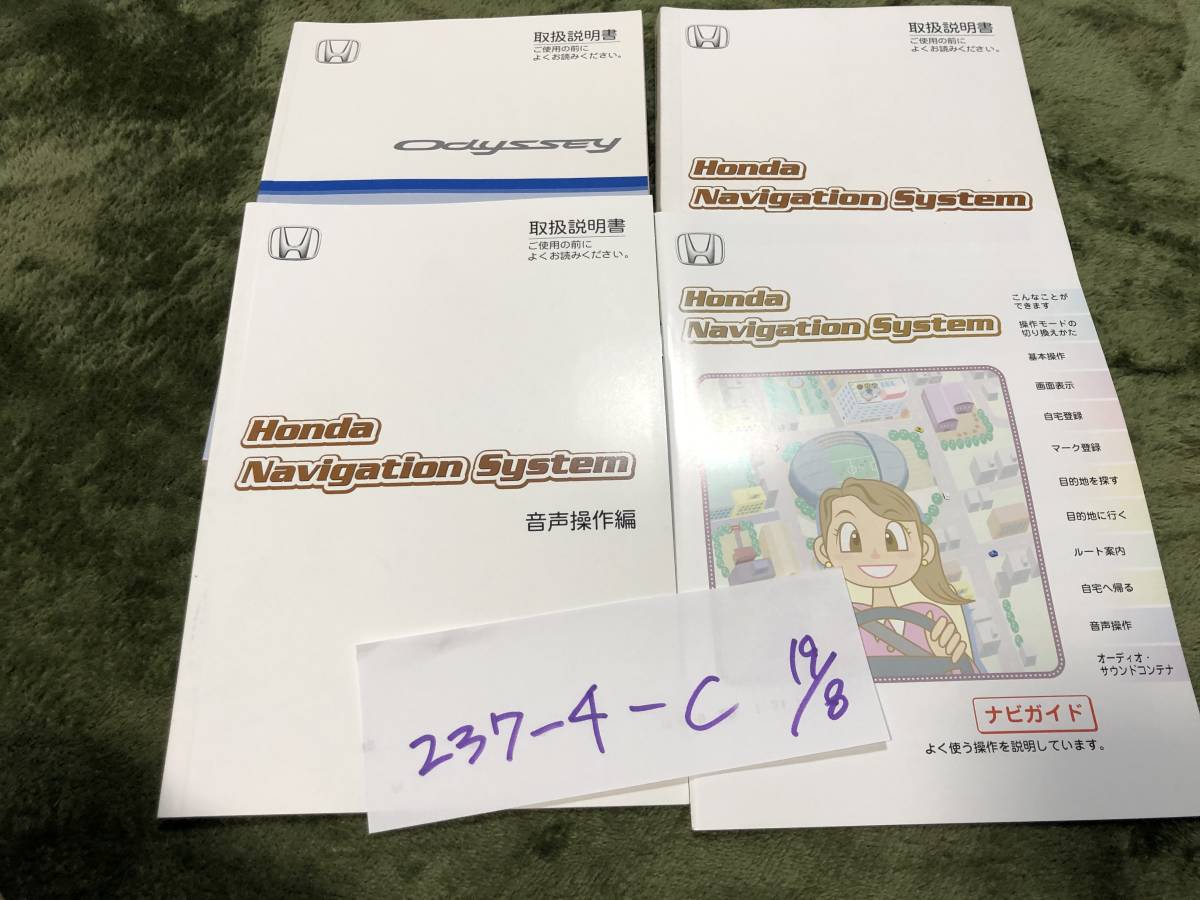 取扱説明書
ご使用の前に
よくお読みください。
Odyssey
取扱説明書
ご使用の前に
よくお読みください。
Honda
Navigation System
取扱説明書
ご使用の前に
よくお読みください。
Honda
Navigation System
音声操作編
Honda
Navigation System
こんなことが
できます
操作モードの
切り換えかた
基本操作
画面表示
自宅登録
マーク登録
目的地を探す
目的地に行く
ルート案内
自宅へ帰る
音声操作
オーディオ・
サウンドコンテナ
ナビガイド
よく使う操作を説明しています。
237-4-C 19/8